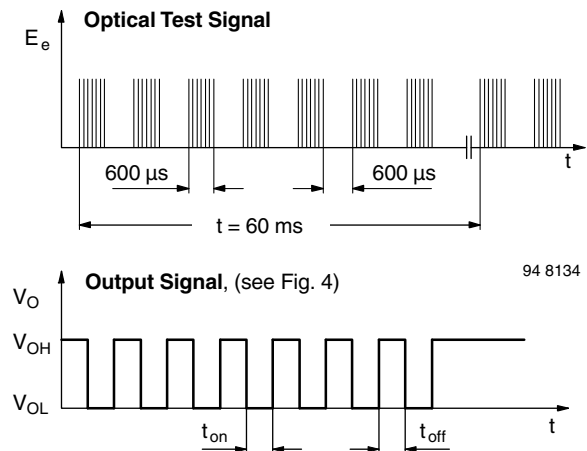 Optical Test Signal
E_e
t
600 µs
600 µs
t = 60 ms
94 8134
Output Signal, (see Fig. 4)
V_O
V_OH
V_OL
t_on
t_off
t